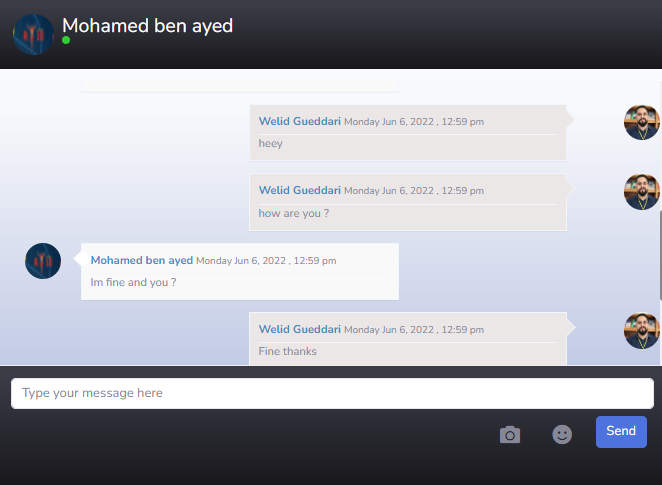 Mohamed ben ayed
Welid Gueddari Monday Jun 6, 2022 , 12:59 pm
heey
Welid Gueddari Monday Jun 6, 2022 , 12:59 pm
how are you ?
Mohamed ben ayed Monday Jun 6, 2022 , 12:59 pm
Im fine and you ?
Welid Gueddari Monday Jun 6, 2022 , 12:59 pm
Fine thanks
Type your message here
Send